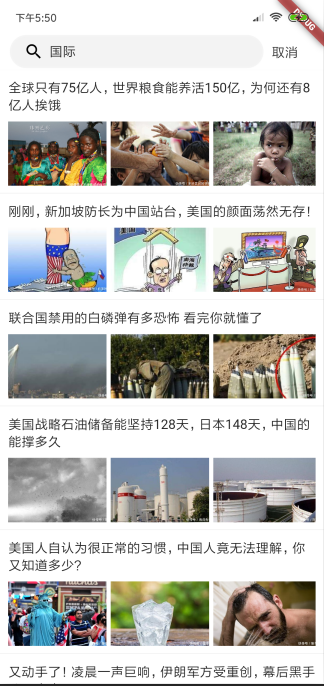 下午5:50
DEBUG
国际
取消
全球只有75亿人，世界粮食能养活150亿，为何还有8
亿人挨饿
刚刚，新加坡防长为中国站台，美国的颜面荡然无存！
联合国禁用的白磷弹有多恐怖 看完你就懂了
美国战略石油储备能坚持128天，日本148天，中国的
能撑多久
美国人自认为很正常的习惯，中国人竟无法理解，你
又知道多少？
又动手了！凌晨一声巨响，伊朗军方受重创，幕后黑手